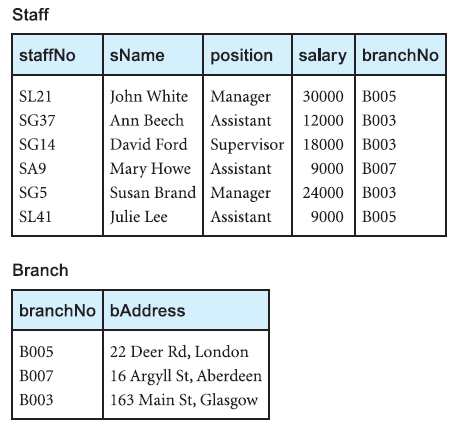 Staff
staffNo sName position salary branchNo
SL21 John White Manager 30000 B005
SG37 Ann Beech Assistant 12000 B003
SG14 David Ford Supervisor 18000 B003
SA9 Mary Howe Assistant 9000 B007
SG5 Susan Brand Manager 24000 B003
SL41 Julie Lee Assistant 9000 B005
Branch
branchNo bAddress
B005 22 Deer Rd, London
B007 16 Argyll St, Aberdeen
B003 163 Main St, Glasgow